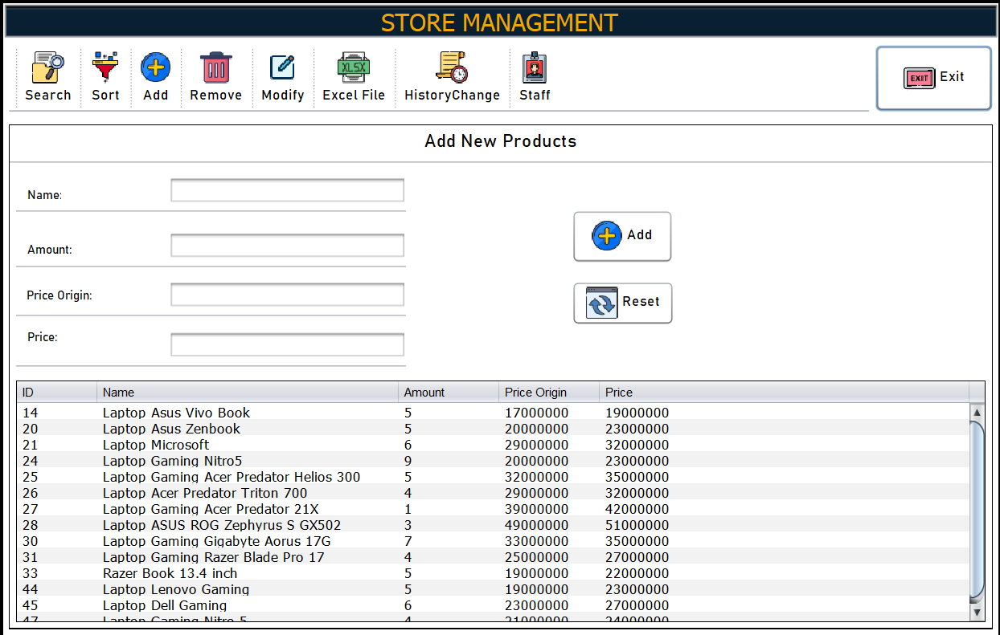 STORE MANAGEMENT
Search Sort Add Remove Modify XLSX Excel File HistoryChange Staff EXIT Exit
Add New Products
Name:
Amount:
Add
Price Origin:
Reset
Price:
ID Name Amount Price Origin Price
14 Laptop Asus Vivo Book 5 17000000 19000000
20 Laptop Asus Zenbook 5 20000000 23000000
21 Laptop Microsoft 6 29000000 32000000
24 Laptop Gaming Nitro5 9 20000000 23000000
25 Laptop Gaming Acer Predator Helios 300 5 32000000 35000000
26 Laptop Acer Predator Triton 700 4 29000000 32000000
27 Laptop Gaming Acer Predator 21X 1 39000000 42000000
28 Laptop ASUS ROG Zephyrus S GX502 3 49000000 51000000
30 Laptop Gaming Gigabyte Aorus 17G 7 33000000 35000000
31 Laptop Gaming Razer Blade Pro 17 4 25000000 27000000
33 Razer Book 13.4 inch 5 19000000 22000000
44 Laptop Lenovo Gaming 5 19000000 23000000
45 Laptop Dell Gaming 6 23000000 27000000
47 Laptop Gaming Nitro 5 4 21000000 24000000